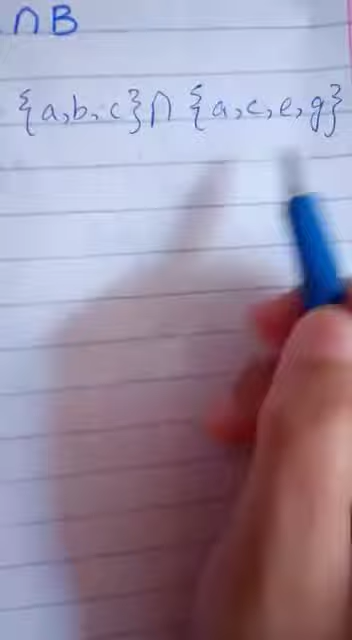 ∩ B
{a, b, c} ∩ {a, c, e, g}